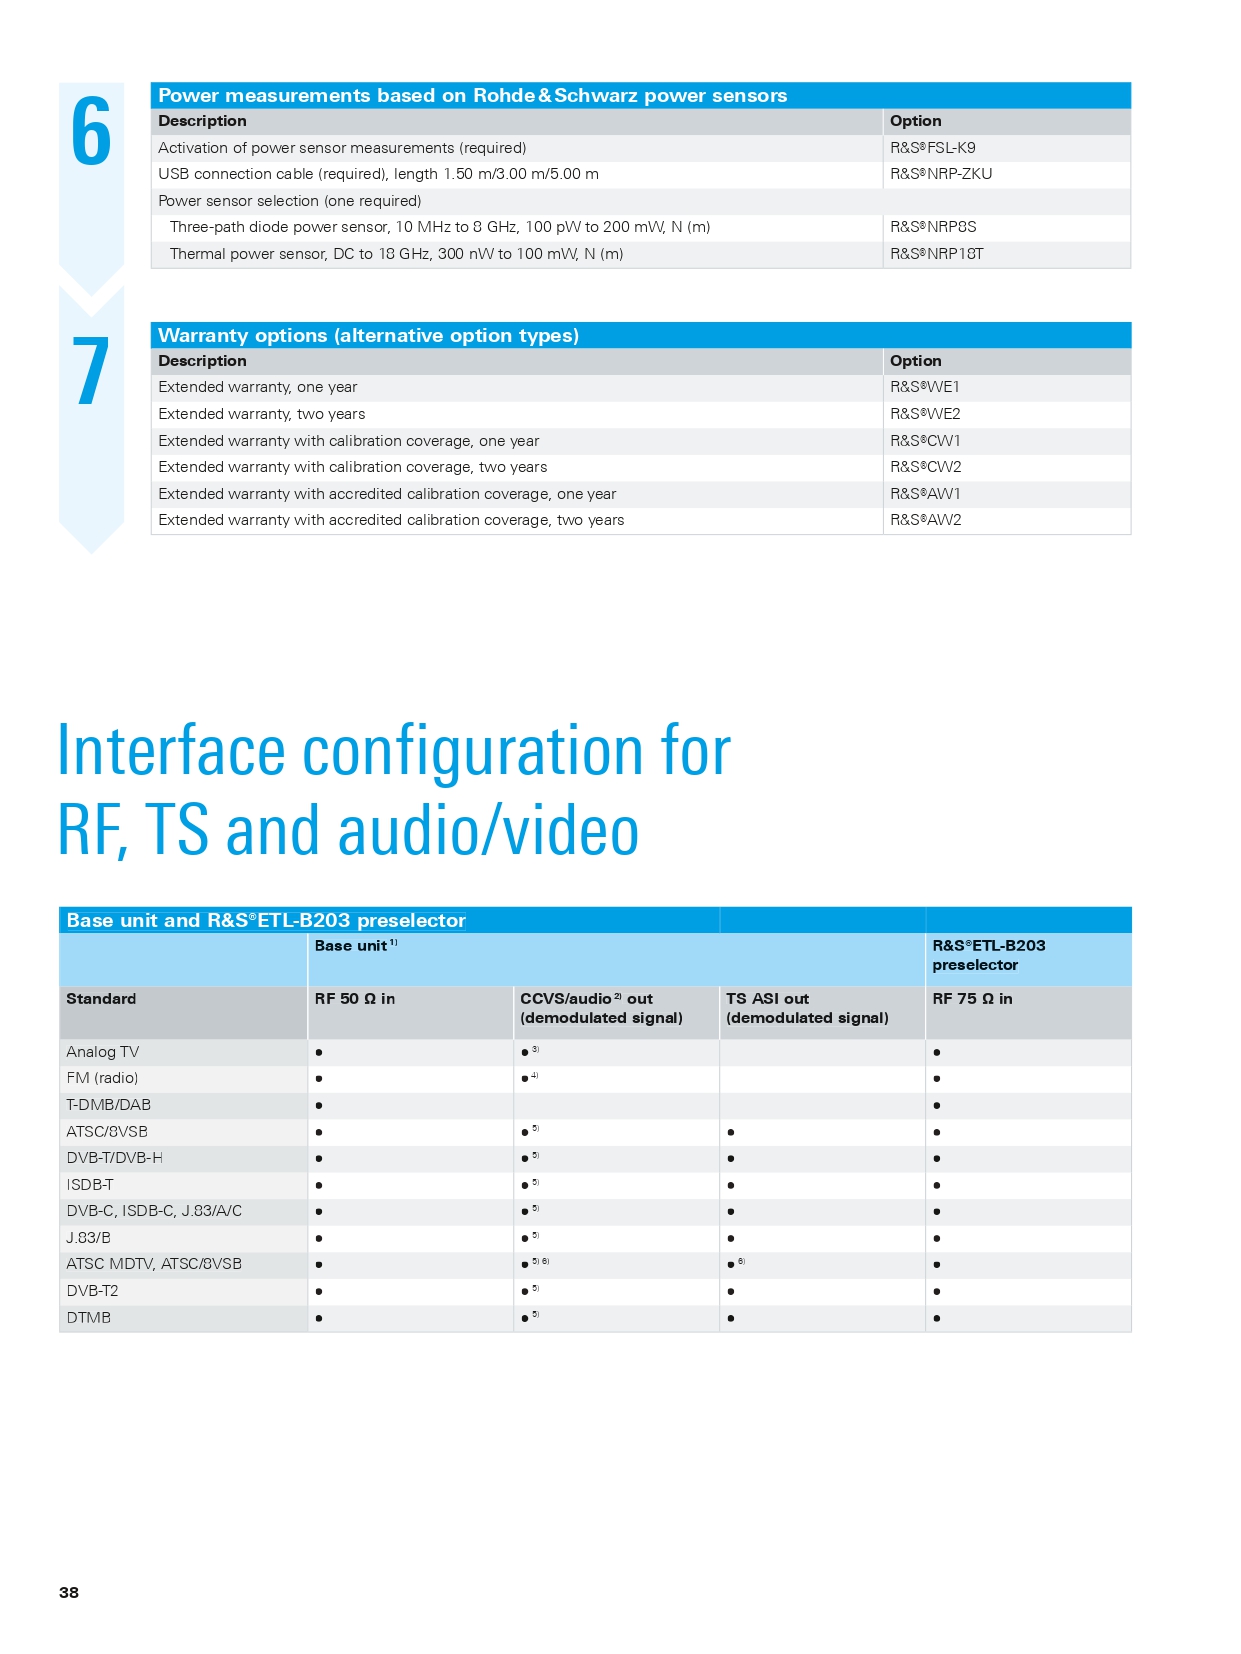 6
Power measurements based on Rohde & Schwarz power sensors
Description Option
Activation of power sensor measurements (required) R&S®FSL-K9
USB connection cable (required), length 1.50 m/3.00 m/5.00 m R&S®NRP-ZKU
Power sensor selection (one required)
Three-path diode power sensor, 10 MHz to 8 GHz, 100 pW to 200 mW, N (m) R&S®NRP8S
Thermal power sensor, DC to 18 GHz, 300 nW to 100 mW, N (m) R&S®NRP18T
7
Warranty options (alternative option types)
Description Option
Extended warranty, one year R&S®WE1
Extended warranty, two years R&S®WE2
Extended warranty with calibration coverage, one year R&S®CW1
Extended warranty with calibration coverage, two years R&S®CW2
Extended warranty with accredited calibration coverage, one year R&S®AW1
Extended warranty with accredited calibration coverage, two years R&S®AW2
Interface configuration for
RF, TS and audio/video
Base unit and R&S®ETL-B203 preselector
Base unit 1) R&S®ETL-B203
preselector
Standard RF 50 Ω in CCVS/audio 2) out TS ASI out RF 75 Ω in
(demodulated signal) (demodulated signal)
Analog TV ● ● 3) ●
FM (radio) ● ● 4) ●
T-DMB/DAB ● ●
ATSC/8VSB ● ● 5) ● ●
DVB-T/DVB-H ● ● 5) ● ●
ISDB-T ● ● 5) ● ●
DVB-C, ISDB-C, J.83/A/C ● ● 5) ● ●
J.83/B ● ● 5) ● ●
ATSC MDTV, ATSC/8VSB ● ● 5) 6) ● 6) ●
DVB-T2 ● ● 5) ● ●
DTMB ● ● 5) ● ●
38